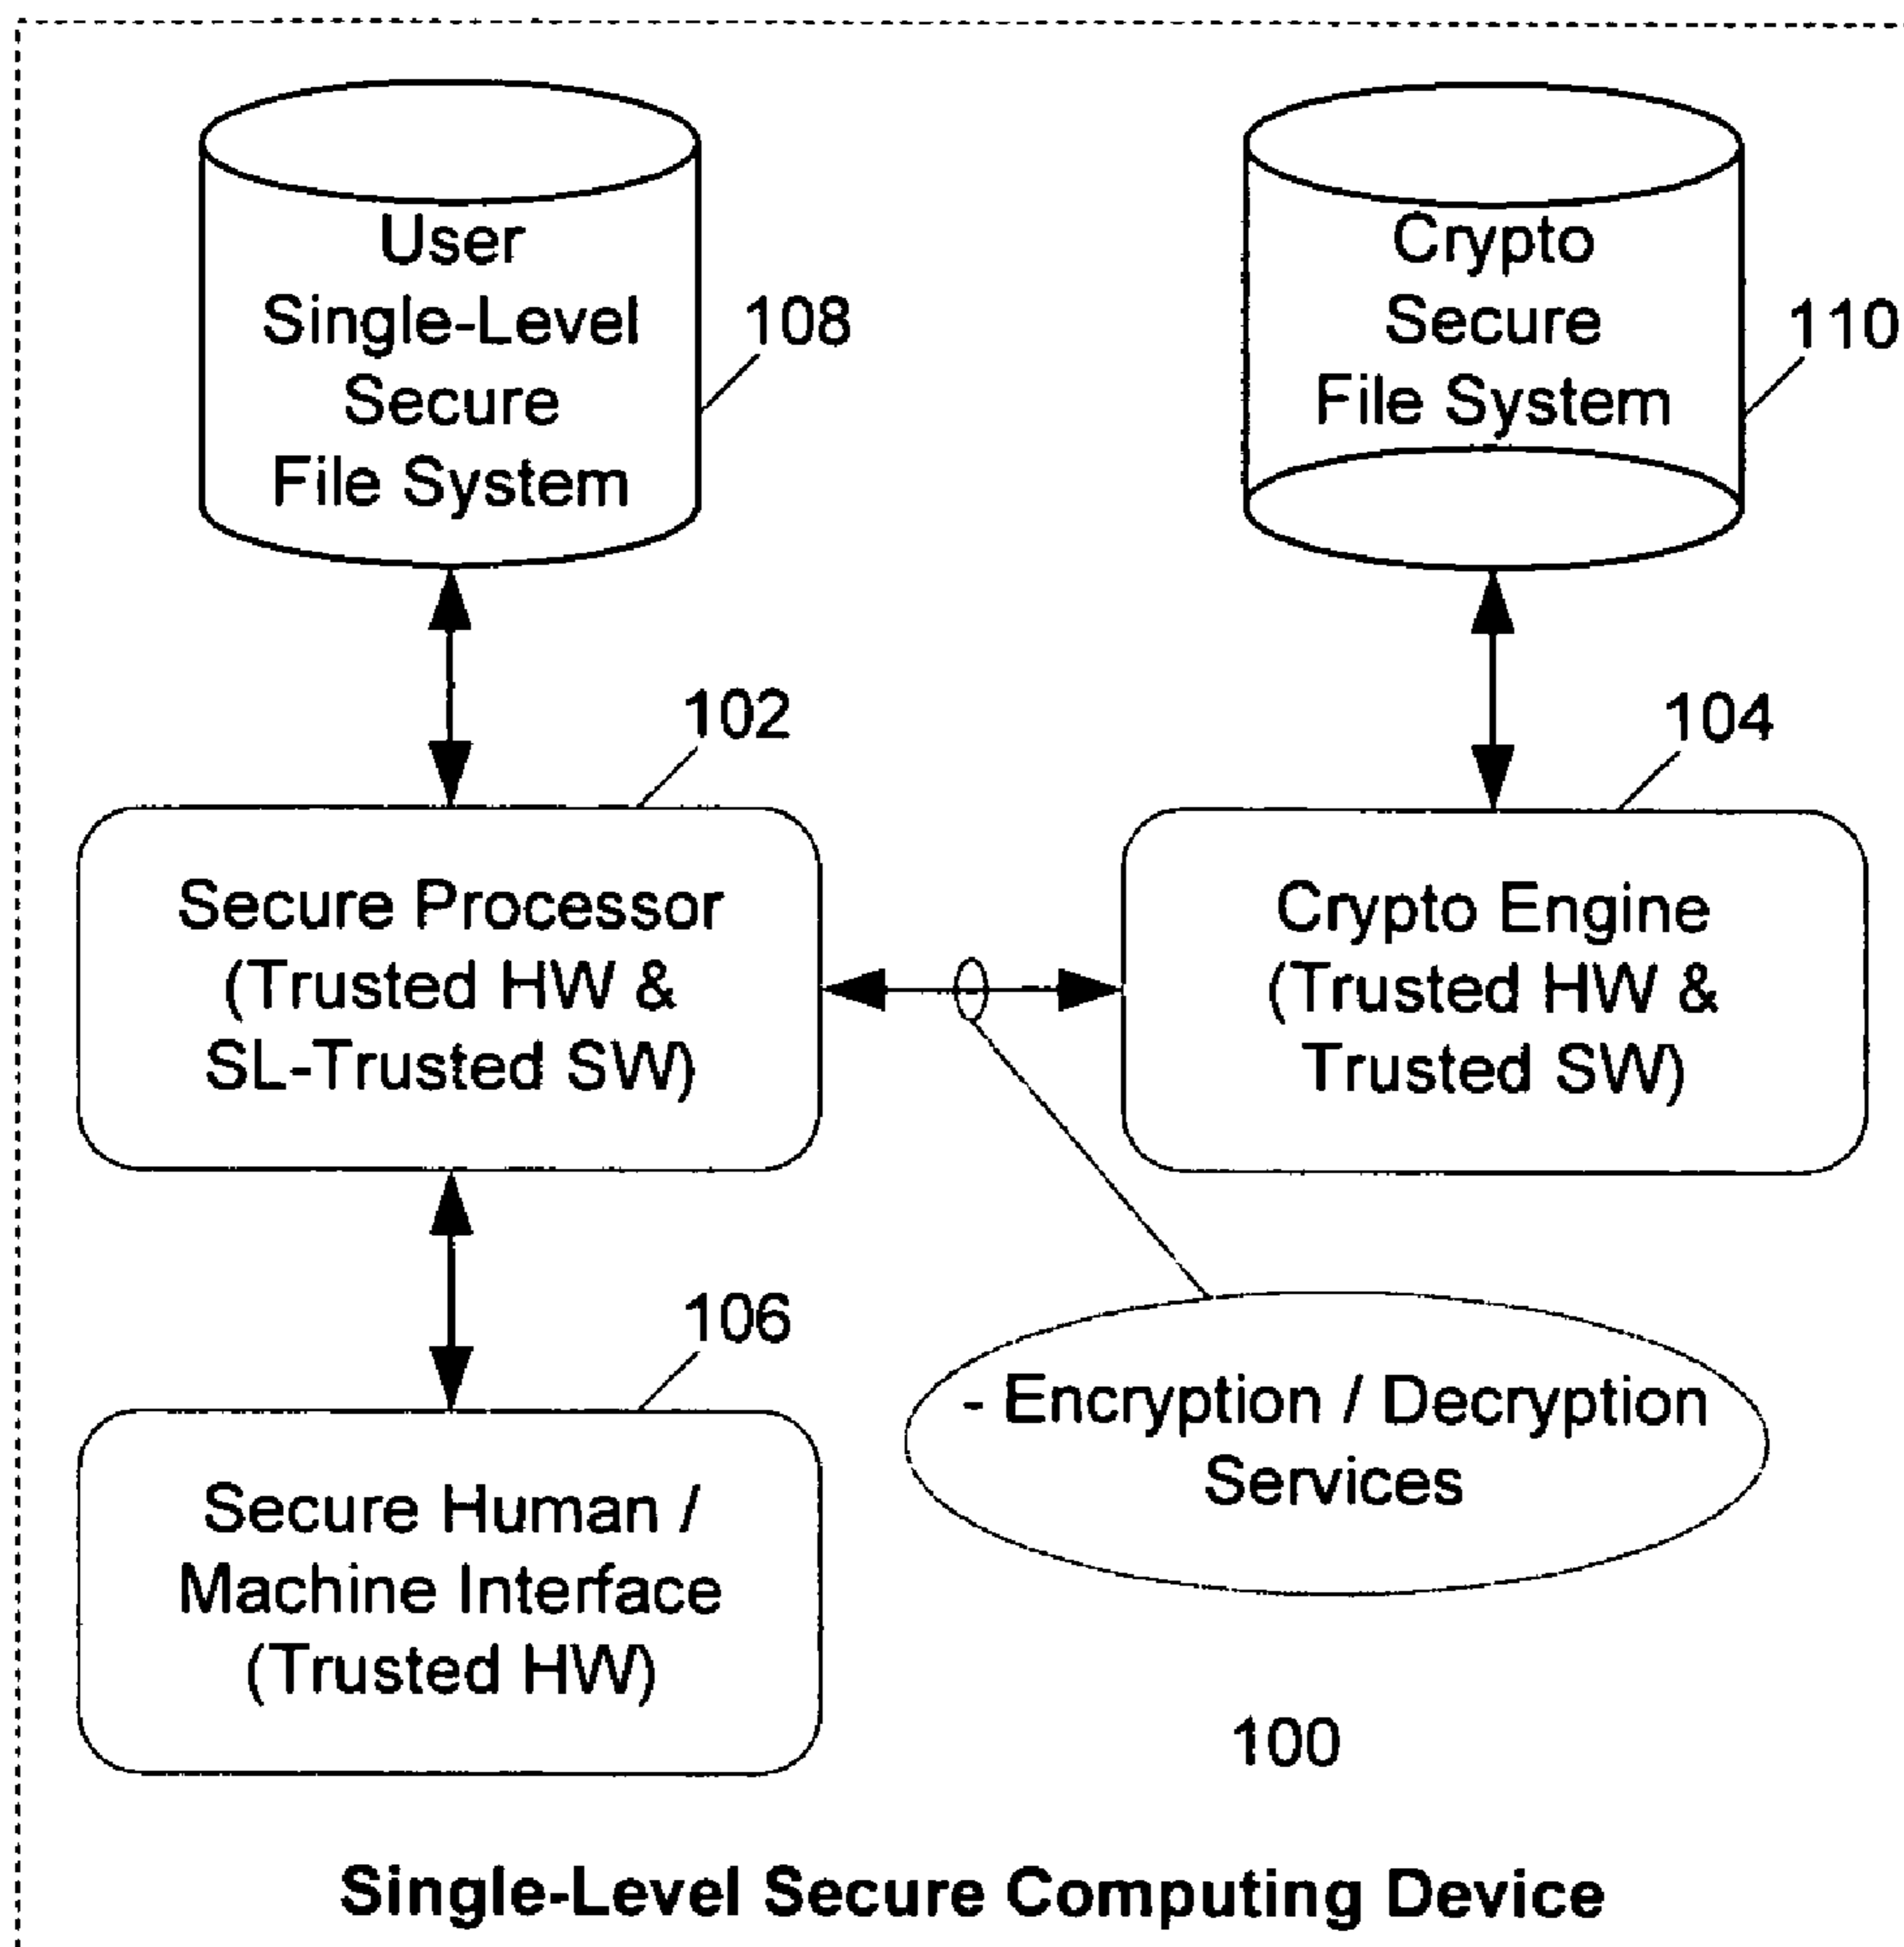 User
Single-Level
Secure
File System
108
Crypto
Secure
File System
110
102
Secure Processor
(Trusted HW &
SL-Trusted SW)
104
Crypto Engine
(Trusted HW &
Trusted SW)
106
Secure Human /
Machine Interface
(Trusted HW)
- Encryption / Decryption
Services
100
Single-Level Secure Computing Device